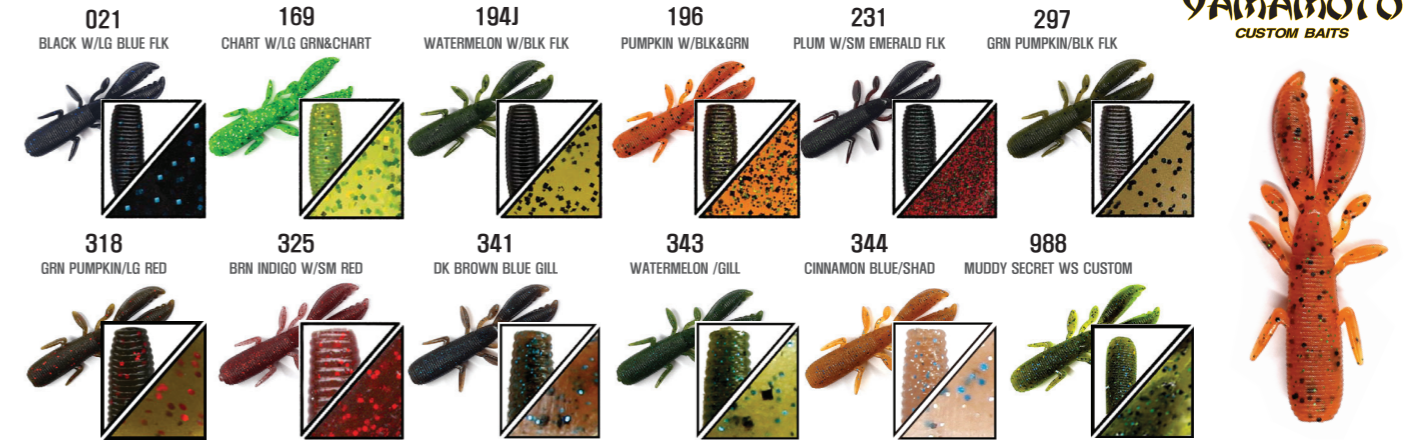 021
BLACK W/LG BLUE FLK
169
CHART W/LG GRN&CHART
194J
WATERMELON W/BLK FLK
196
PUMPKIN W/BLK&GRN
231
PLUM W/SM EMERALD FLK
297
GRN PUMPKIN/BLK FLK
YAMAMOTO
CUSTOM BAITS
318
GRN PUMPKIN/LG RED
325
BRN INDIGO W/SM RED
341
DK BROWN BLUE GILL
343
WATERMELON /GILL
344
CINNAMON BLUE/SHAD
988
MUDDY SECRET WS CUSTOM